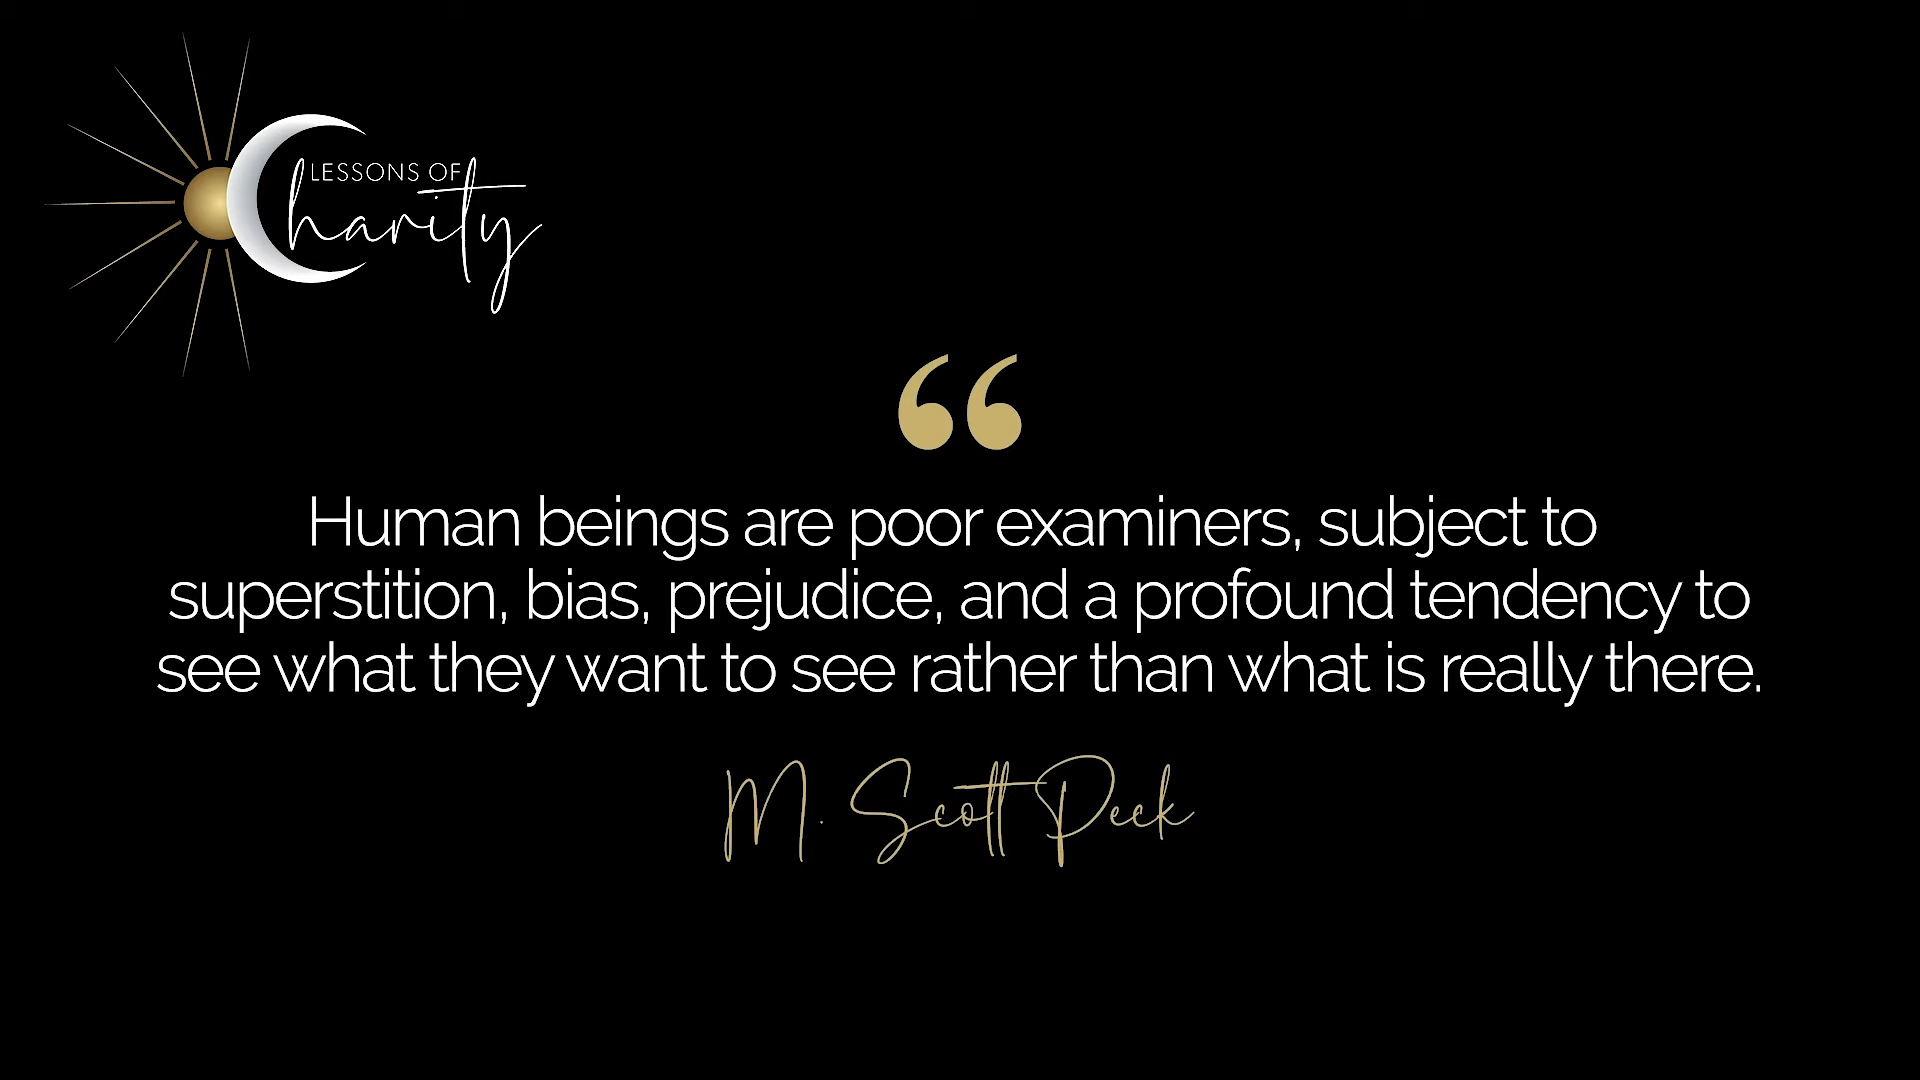 LESSONS OF
Charity
“
Human beings are poor examiners, subject to
superstition, bias, prejudice, and a profound tendency to
see what they want to see rather than what is really there.
M. Scott Peck